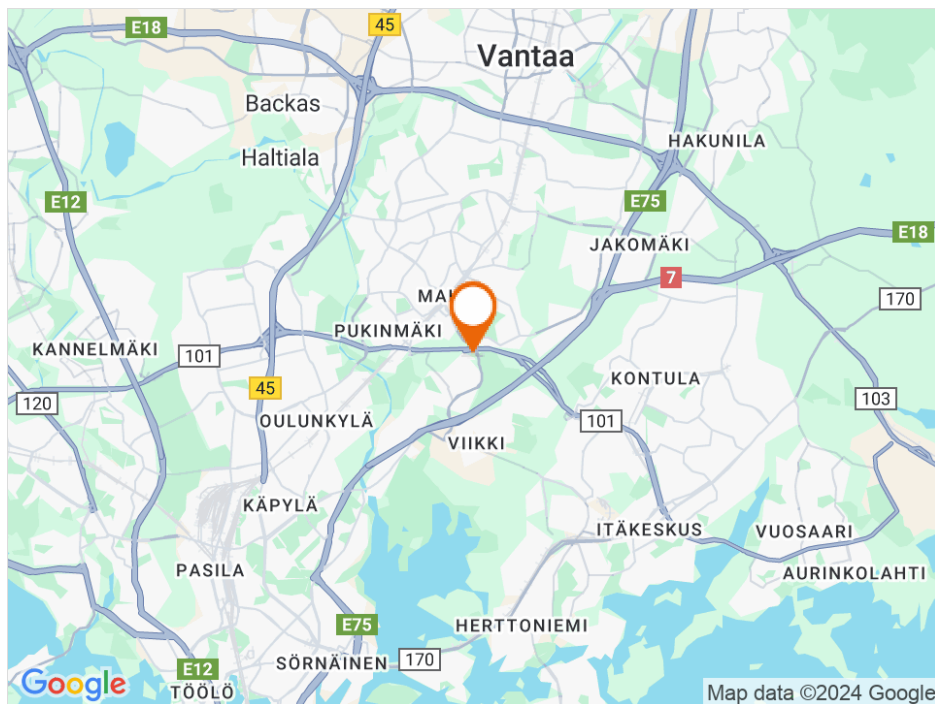 E18
45
Vantaa
Backas
Haltiala
HAKUNILA
E12
E75
E18
JAKOMÄKI
7
170
PUKINMÄKI
KANNELMÄKI
101
KONTULA
45
120
103
OULUNKYLÄ
101
VIIKKI
KÄPYLÄ
ITÄKESKUS
VUOSAARI
PASILA
AURINKOLAHTI
E75
HERTTONIEMI
SÖRNÄINEN
170
E12
TÖÖLÖ
Google
Map data ©2024 Google